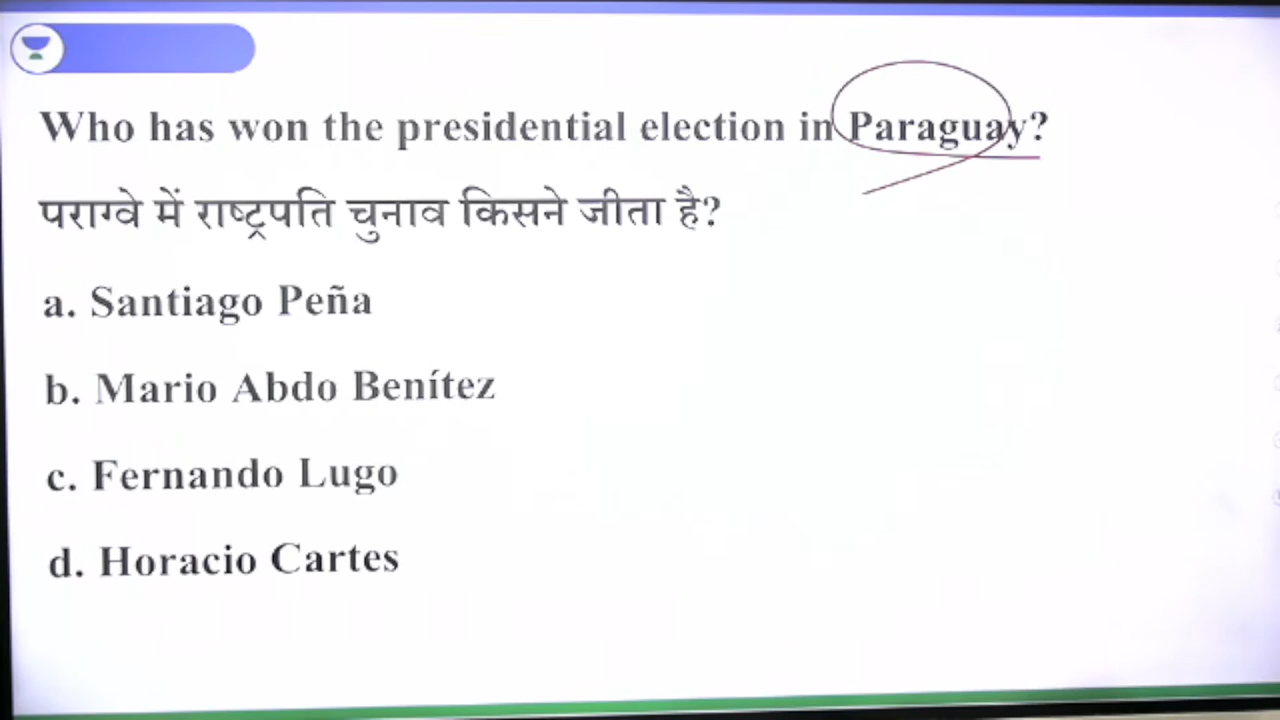 Who has won the presidential election in Paraguay?
पराग्वे में राष्ट्रपति चुनाव किसने जीता है?
a. Santiago Peña
b. Mario Abdo Benítez
c. Fernando Lugo
d. Horacio Cartes